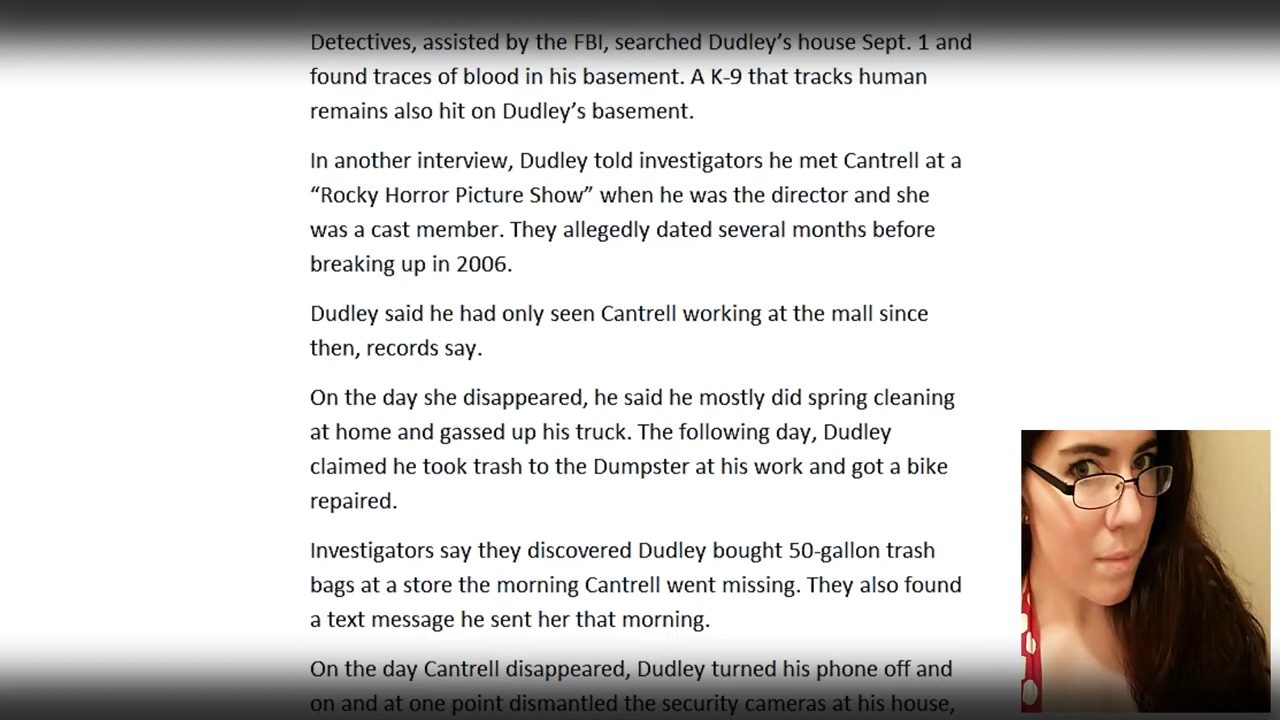 Detectives, assisted by the FBI, searched Dudley’s house Sept. 1 and
found traces of blood in his basement. A K-9 that tracks human
remains also hit on Dudley’s basement.
In another interview, Dudley told investigators he met Cantrell at a
“Rocky Horror Picture Show” when he was the director and she
was a cast member. They allegedly dated several months before
breaking up in 2006.
Dudley said he had only seen Cantrell working at the mall since
then, records say.
On the day she disappeared, he said he mostly did spring cleaning
at home and gassed up his truck. The following day, Dudley
claimed he took trash to the Dumpster at his work and got a bike
repaired.
Investigators say they discovered Dudley bought 50-gallon trash
bags at a store the morning Cantrell went missing. They also found
a text message he sent her that morning.
On the day Cantrell disappeared, Dudley turned his phone off and
on and at one point dismantled the security cameras at his house,